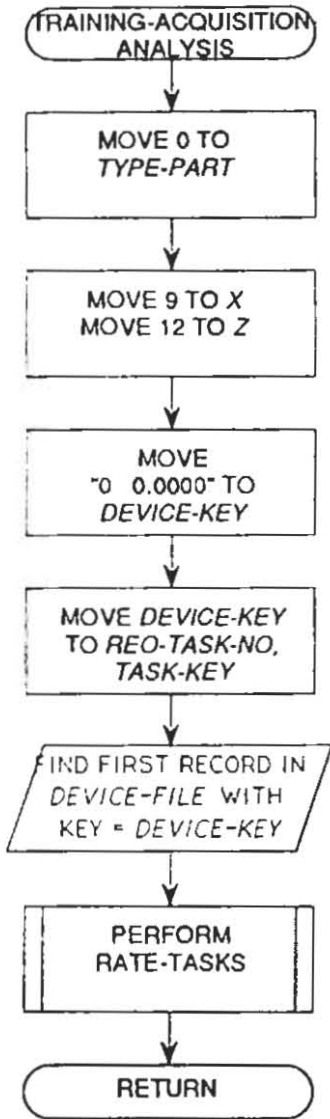 TRAINING-ACQUISITION
ANALYSIS
MOVE 0 TO
TYPE-PART
MOVE 9 TO X
MOVE 12 TO Z
MOVE
"0 0.0000" TO
DEVICE-KEY
MOVE DEVICE-KEY
TO REO-TASK-NO,
TASK-KEY
FIND FIRST RECORD IN
DEVICE-FILE WITH
KEY = DEVICE-KEY
PERFORM
RATE-TASKS
RETURN